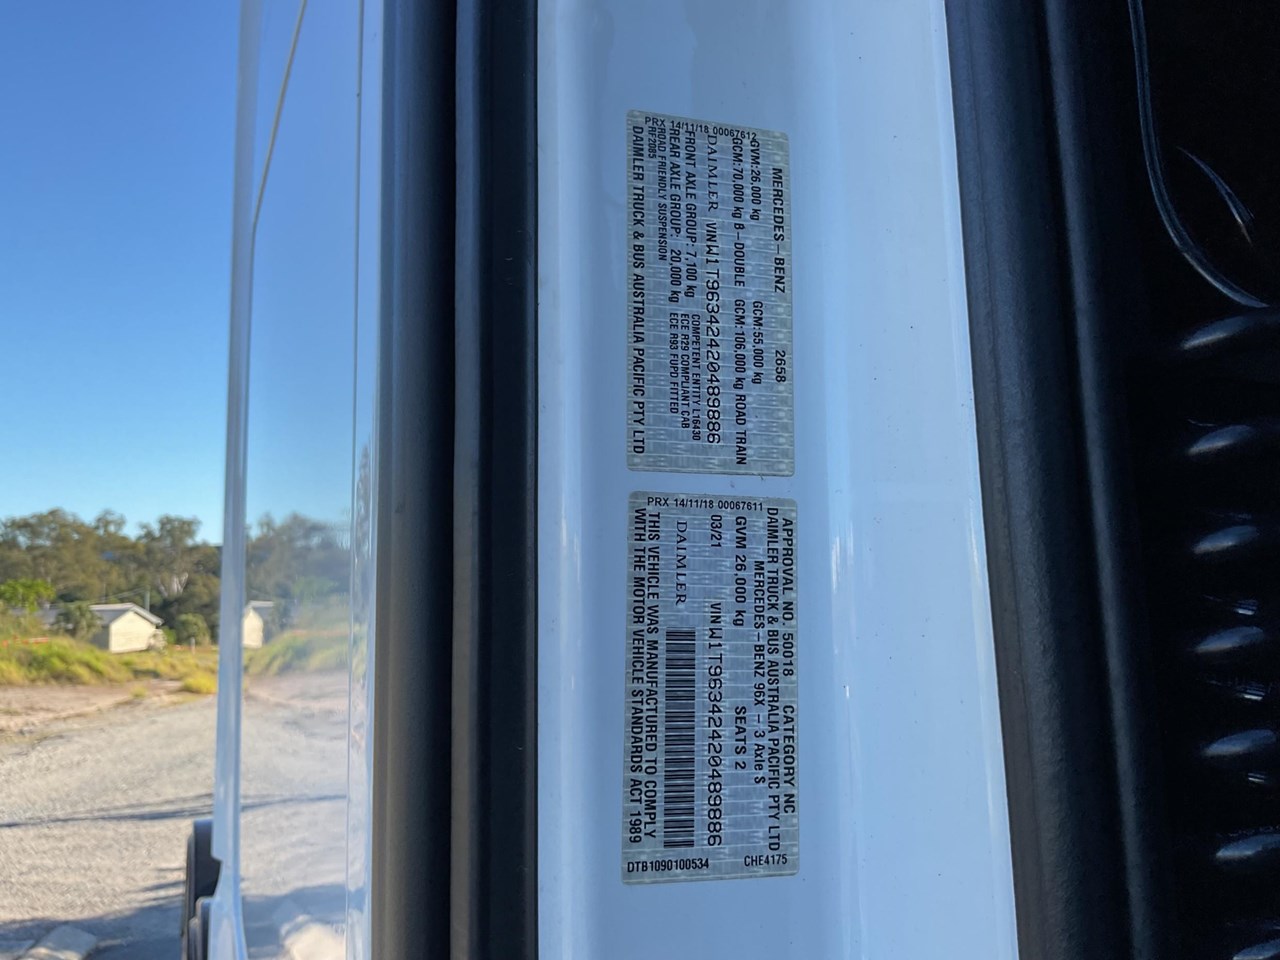 PRX 14/11/18 00067612
MERCEDES-BENZ 2658
GVM:26,000 kg GCM:55,000 kg
GCM:70,000 kg B-DOUBLE GCM:106,000 kg ROAD TRAIN
DAIMLER VIN W1T96342420489886
FRONT AXLE GROUP: 7,100 kg COMPETENT ENTITY L16430
REAR AXLE GROUP: 20,000 kg ECE R29 COMPLIANT CAB
ROAD FRIENDLY SUSPENSION ECE R93 FUPD FITTED
RF2085
DAIMLER TRUCK & BUS AUSTRALIA PACIFIC PTY LTD
PRX 14/11/18 00067611
APPROVAL NO. 50018 CATEGORY NC
DAIMLER TRUCK & BUS AUSTRALIA PACIFIC PTY LTD
MERCEDES-BENZ 96X - 3 Axle S
GVM 26,000 kg SEATS 2
03/21 VIN W1T96342420489886
DAIMLER
THIS VEHICLE WAS MANUFACTURED TO COMPLY
WITH THE MOTOR VEHICLE STANDARDS ACT 1989
DTB1090100534 CHE4175